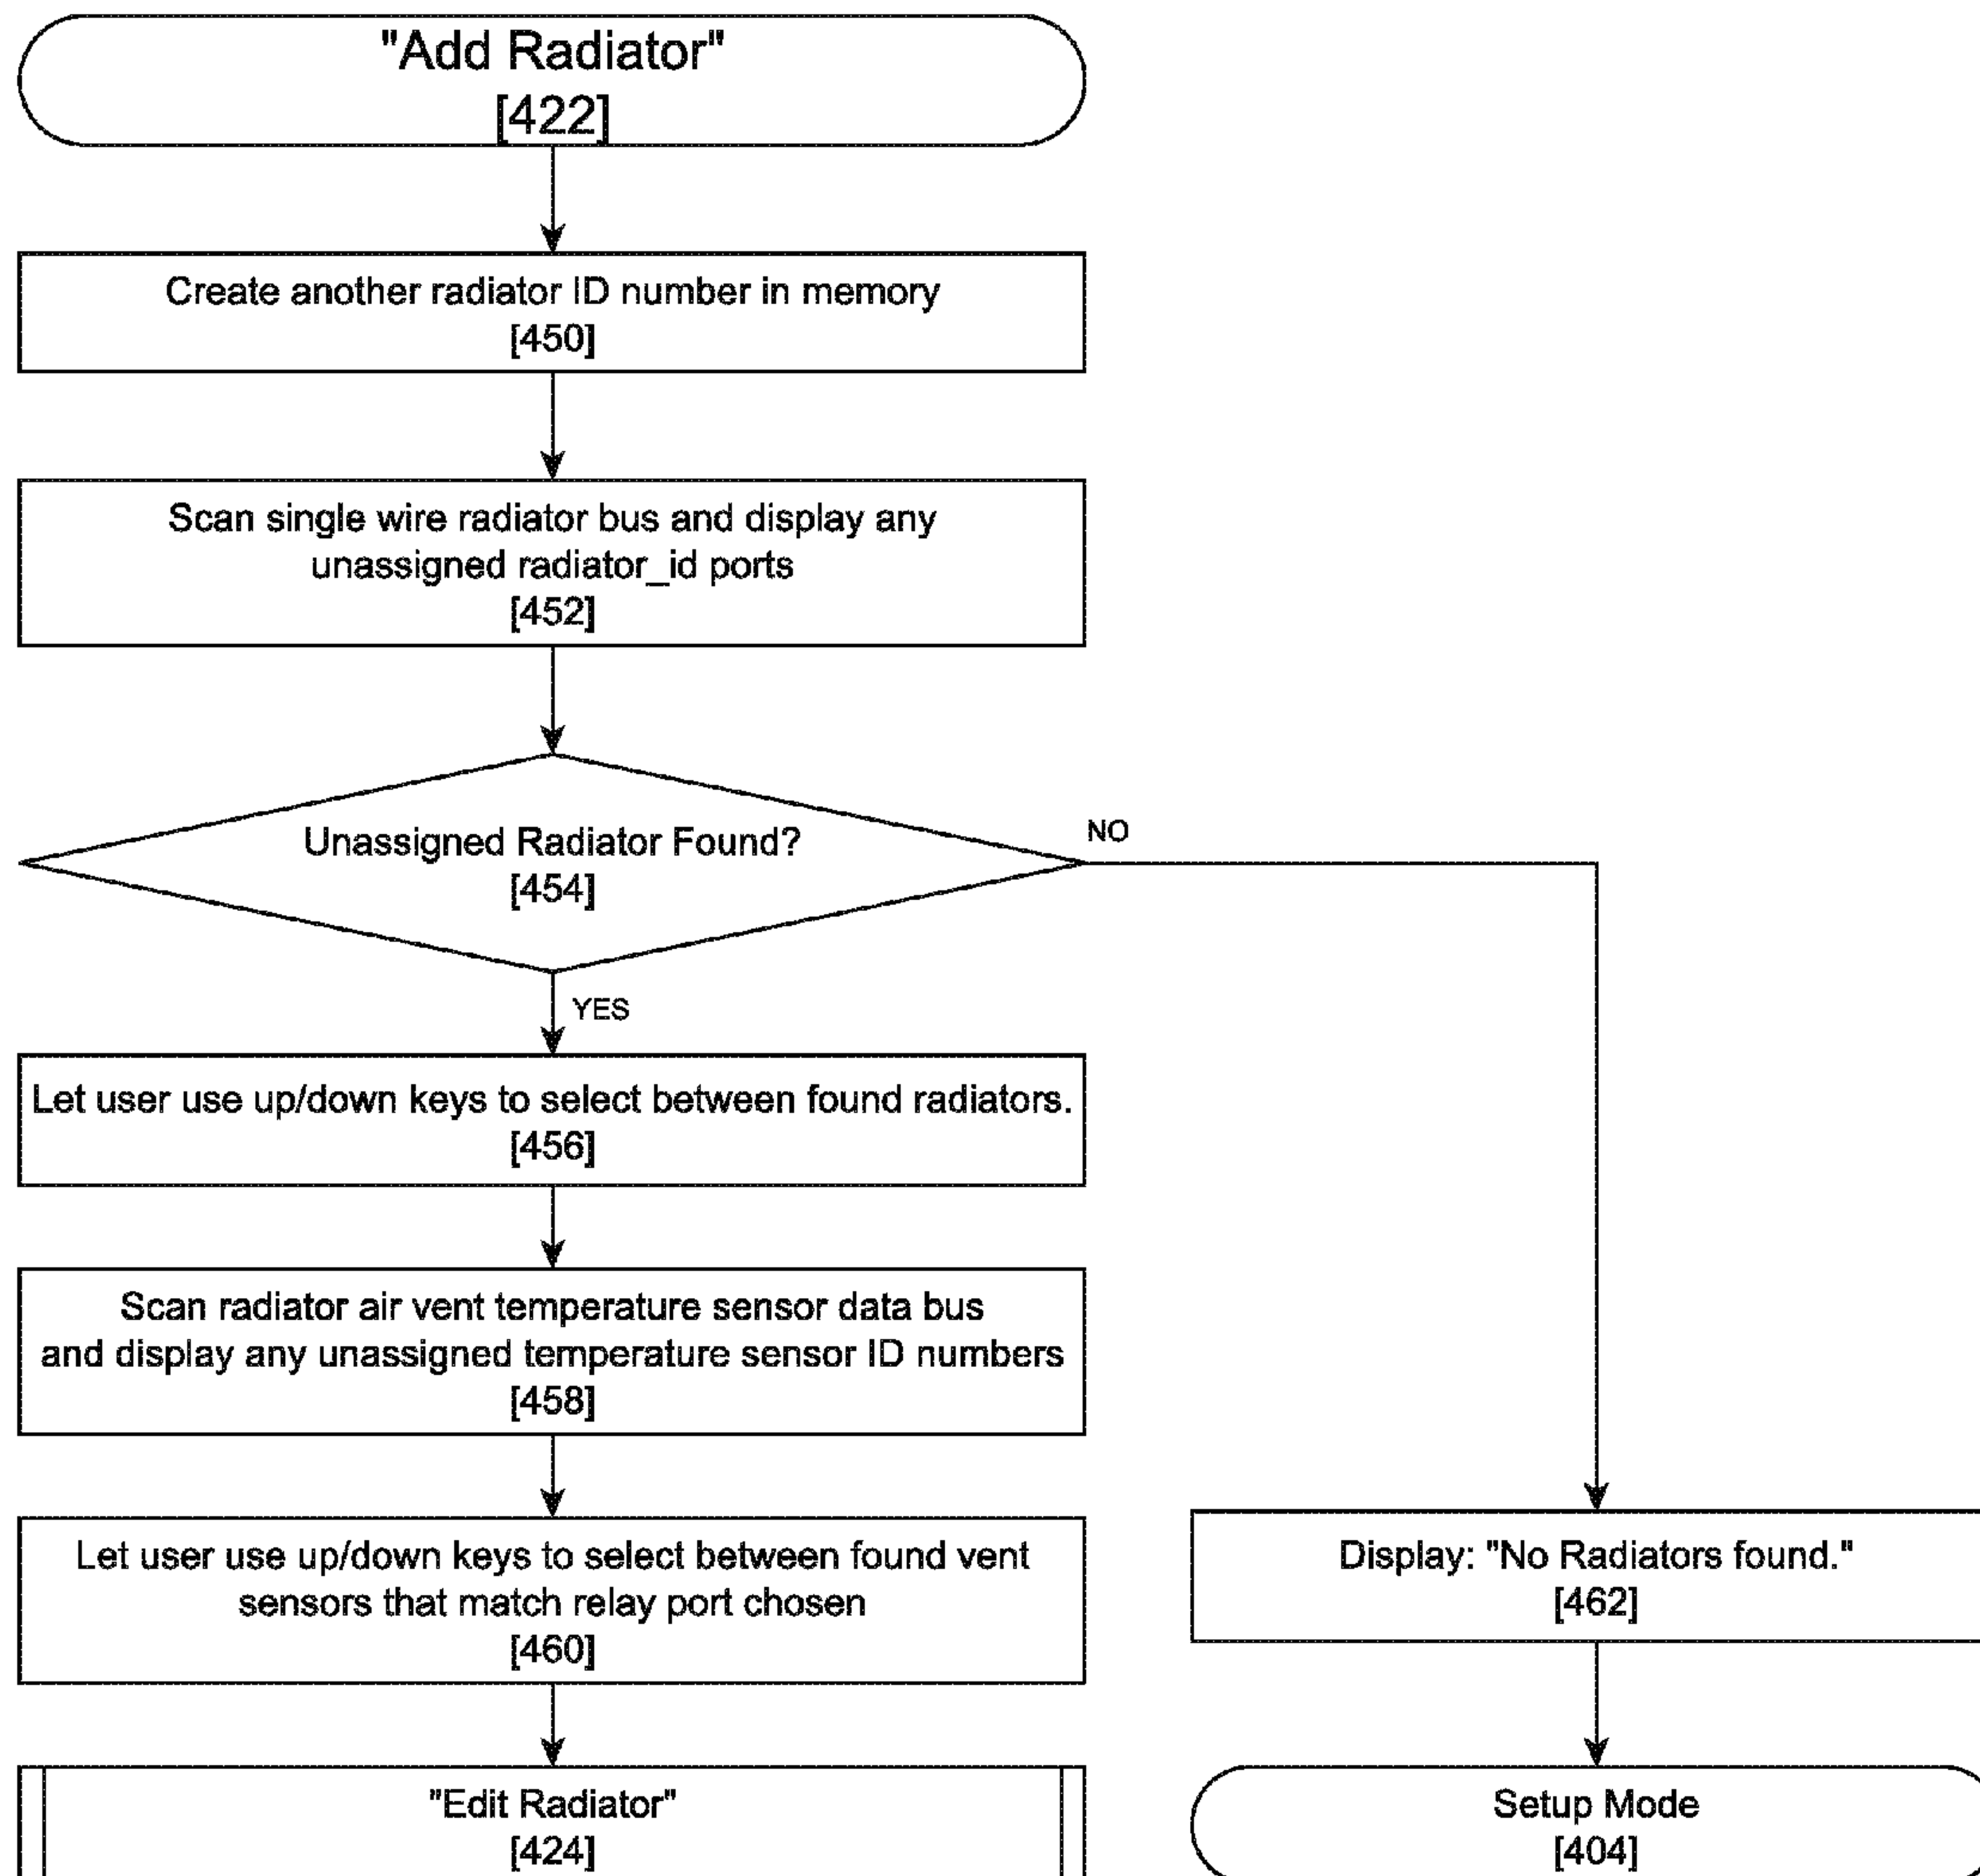 "Add Radiator"
[422]
Create another radiator ID number in memory
[450]
Scan single wire radiator bus and display any
unassigned radiator_id ports
[452]
Unassigned Radiator Found?
[454]
NO
YES
Let user use up/down keys to select between found radiators.
[456]
Scan radiator air vent temperature sensor data bus
and display any unassigned temperature sensor ID numbers
[458]
Let user use up/down keys to select between found vent
sensors that match relay port chosen
[460]
"Edit Radiator"
[424]
Display: "No Radiators found."
[462]
Setup Mode
[404]